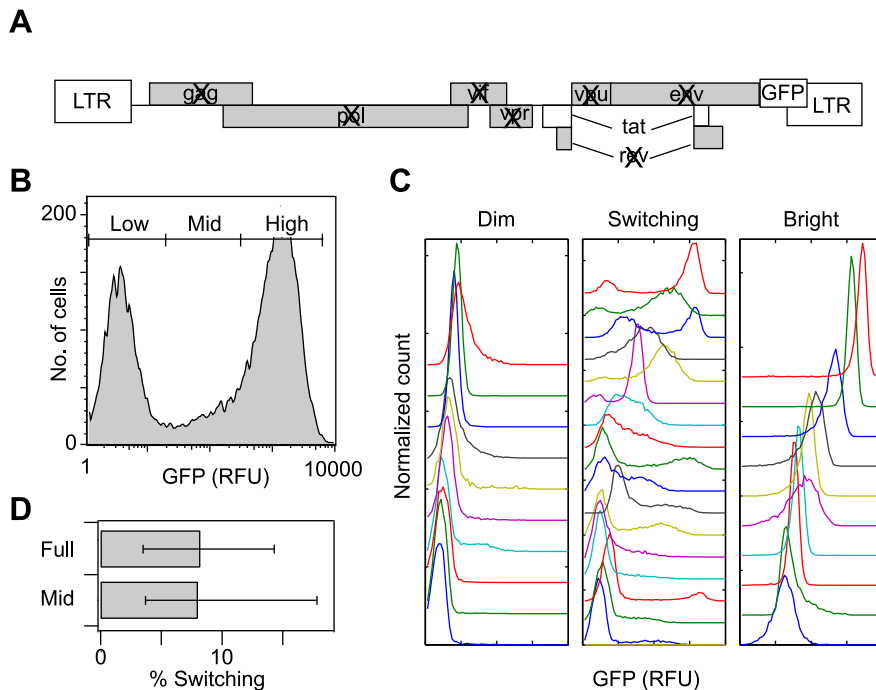 A
LTR
gag
pol
vif
vpr
vpu
env
GFP
LTR
tat
rev
B
200
Low
Mid
High
No. of cells
0
1
GFP (RFU)
10000
C
Dim
Switching
Bright
Normalized count
GFP (RFU)
D
Full
Mid
0
10
% Switching